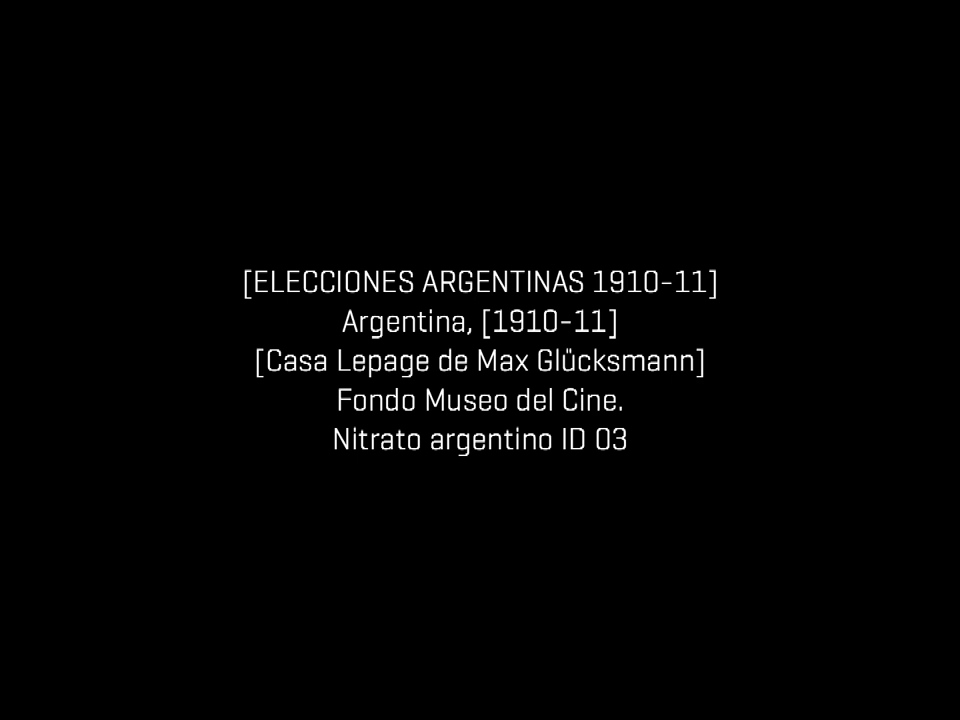 [ELECCIONES ARGENTINAS 1910-11]
Argentina, [1910-11]
[Casa Lepage de Max Glücksmann]
Fondo Museo del Cine.
Nitrato argentino ID 03